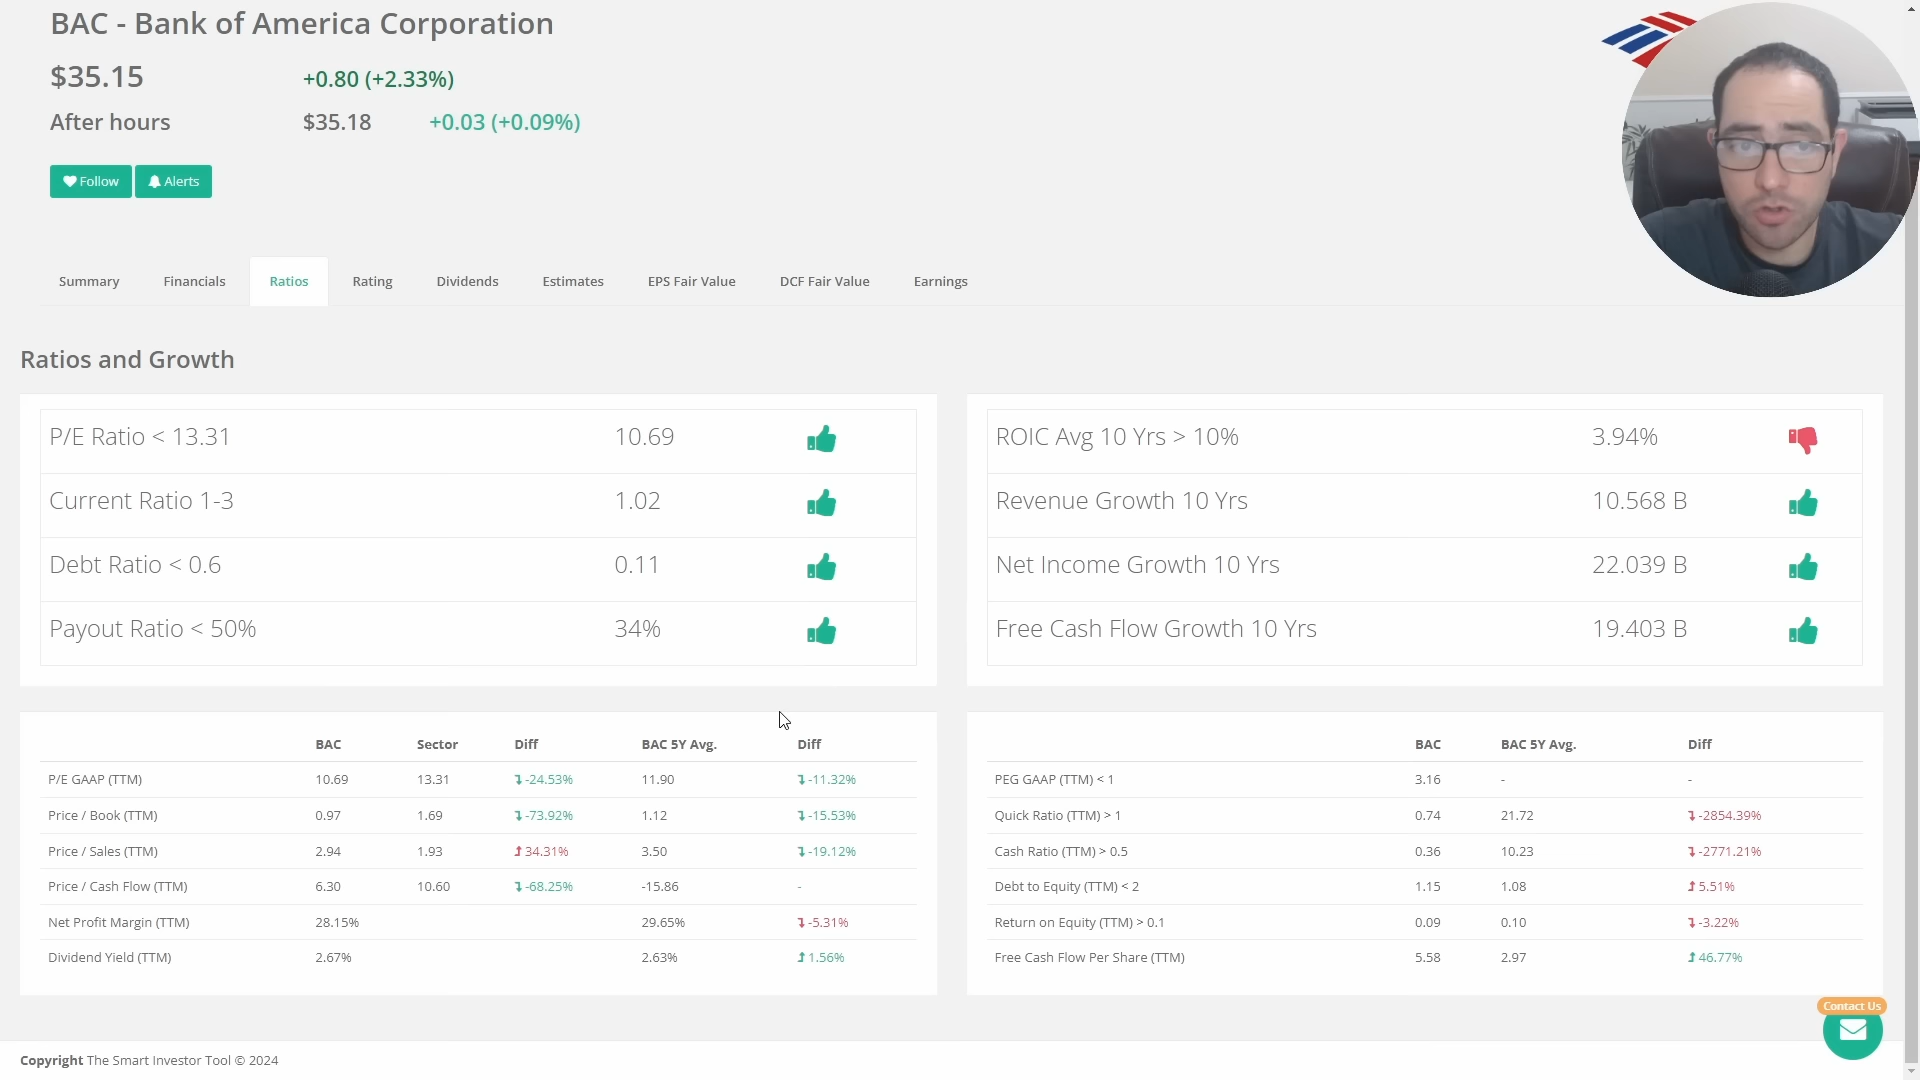 BAC - Bank of America Corporation
$35.15 +0.80 (+2.33%)
After hours $35.18 +0.03 (+0.09%)
Follow Alerts
Summary Financials Ratios Rating Dividends Estimates EPS Fair Value DCF Fair Value Earnings
Ratios and Growth
P/E Ratio < 13.31 10.69
Current Ratio 1-3 1.02
Debt Ratio < 0.6 0.11
Payout Ratio < 50% 34%
ROIC Avg 10 Yrs > 10% 3.94%
Revenue Growth 10 Yrs 10.568 B
Net Income Growth 10 Yrs 22.039 B
Free Cash Flow Growth 10 Yrs 19.403 B
BAC Sector Diff BAC 5Y Avg. Diff
P/E GAAP (TTM) 10.69 13.31 -24.53% 11.90 -11.32%
Price / Book (TTM) 0.97 1.69 -73.92% 1.12 -15.53%
Price / Sales (TTM) 2.94 1.93 34.31% 3.50 -19.12%
Price / Cash Flow (TTM) 6.30 10.60 -68.25% -15.86 -
Net Profit Margin (TTM) 28.15% 29.65% -5.31%
Dividend Yield (TTM) 2.67% 2.63% 1.56%
BAC BAC 5Y Avg. Diff
PEG GAAP (TTM) < 1 3.16 - -
Quick Ratio (TTM) > 1 0.74 21.72 -2854.39%
Cash Ratio (TTM) > 0.5 0.36 10.23 -2771.21%
Debt to Equity (TTM) < 2 1.15 1.08 5.51%
Return on Equity (TTM) > 0.1 0.09 0.10 -3.22%
Free Cash Flow Per Share (TTM) 5.58 2.97 46.77%
Contact Us
Copyright The Smart Investor Tool © 2024